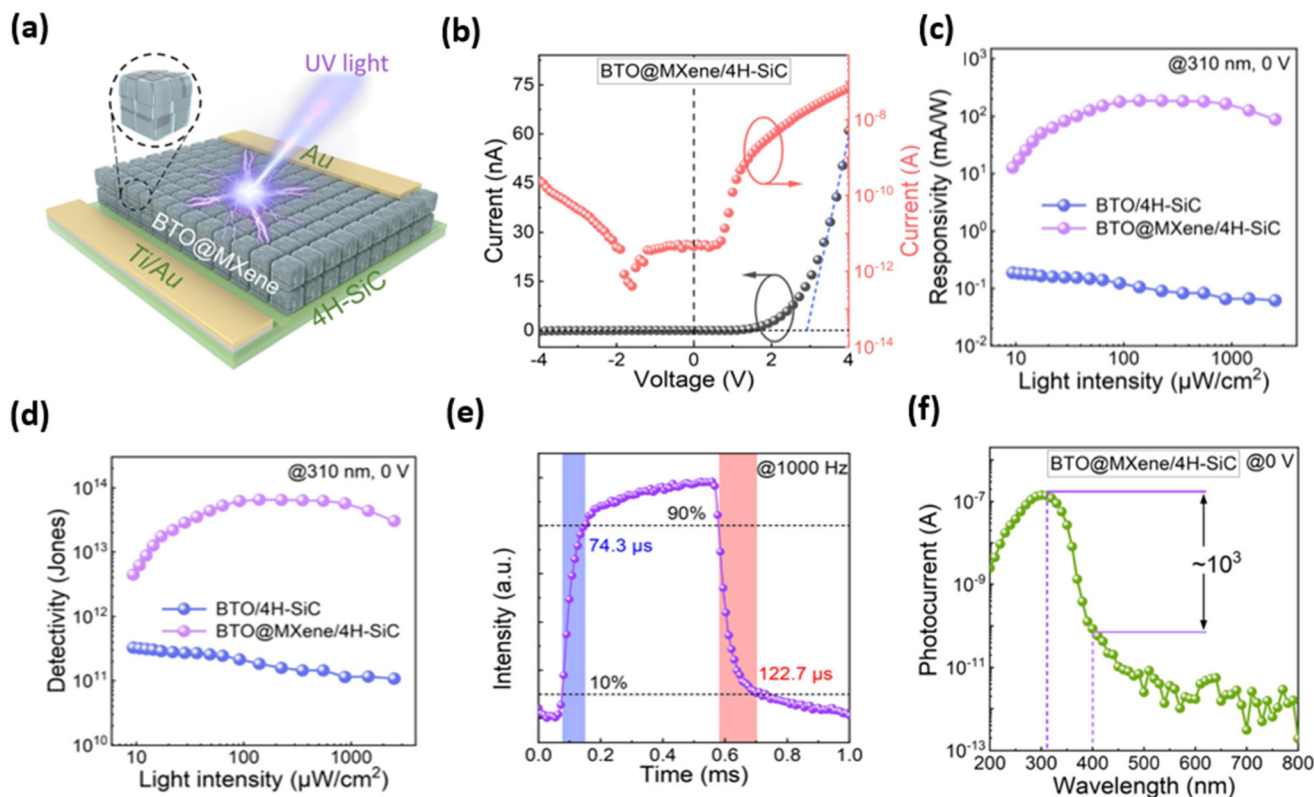 (a)
UV light
Au
BTO@MXene
Ti/Au
4H-SiC
(b)
BTO@MXene/4H-SiC
Current (nA)
75
60
45
30
15
0
-4
-2
0
2
4
Voltage (V)
10⁻⁸
10⁻¹⁰
10⁻¹²
10⁻¹⁴
Current (A)
(c)
@310 nm, 0 V
Responsivity (mA/W)
10³
10²
10¹
10⁰
10⁻¹
10⁻²
BTO/4H-SiC
BTO@MXene/4H-SiC
10
100
1000
Light intensity (μW/cm²)
(d)
@310 nm, 0 V
Detectivity (Jones)
10¹⁴
10¹³
10¹²
10¹¹
10¹⁰
BTO/4H-SiC
BTO@MXene/4H-SiC
10
100
1000
Light intensity (μW/cm²)
(e)
@1000 Hz
Intensity (a.u.)
90%
74.3 μs
10%
122.7 μs
0.0
0.2
0.4
0.6
0.8
1.0
Time (ms)
(f)
BTO@MXene/4H-SiC @0 V
Photocurrent (A)
10⁻⁷
10⁻⁹
10⁻¹¹
10⁻¹³
~10³
200
300
400
500
600
700
800
Wavelength (nm)